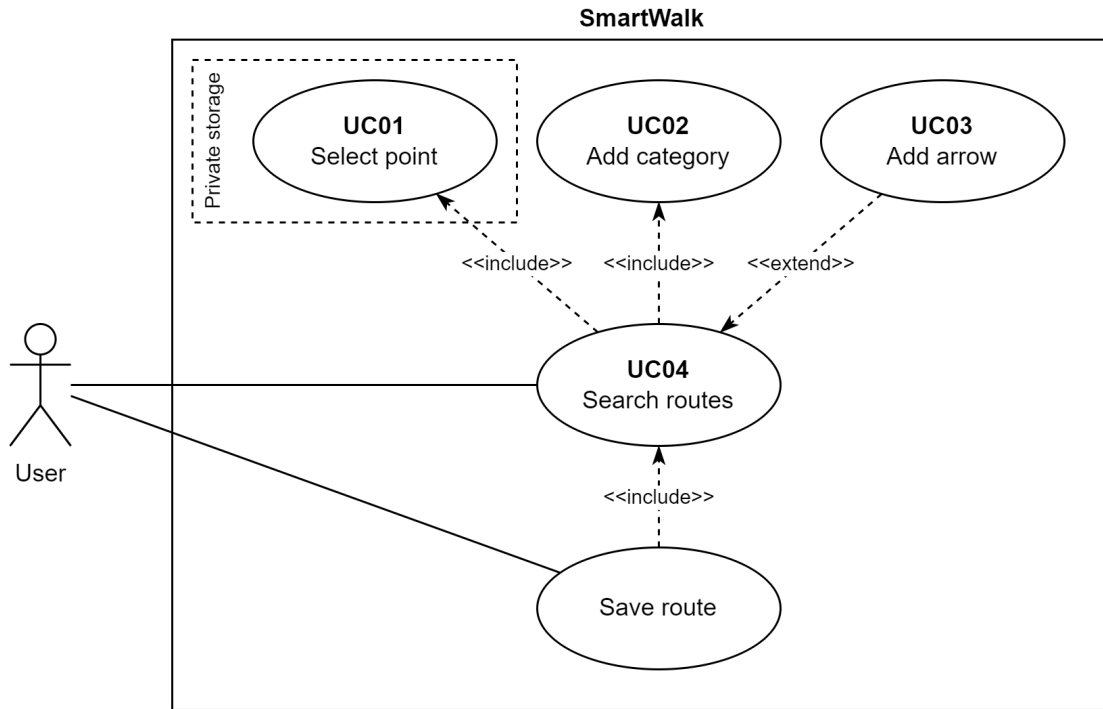 SmartWalk
Private storage
UC01
Select point
UC02
Add category
UC03
Add arrow
<<include>>
<<include>>
<<extend>>
UC04
Search routes
User
<<include>>
Save route